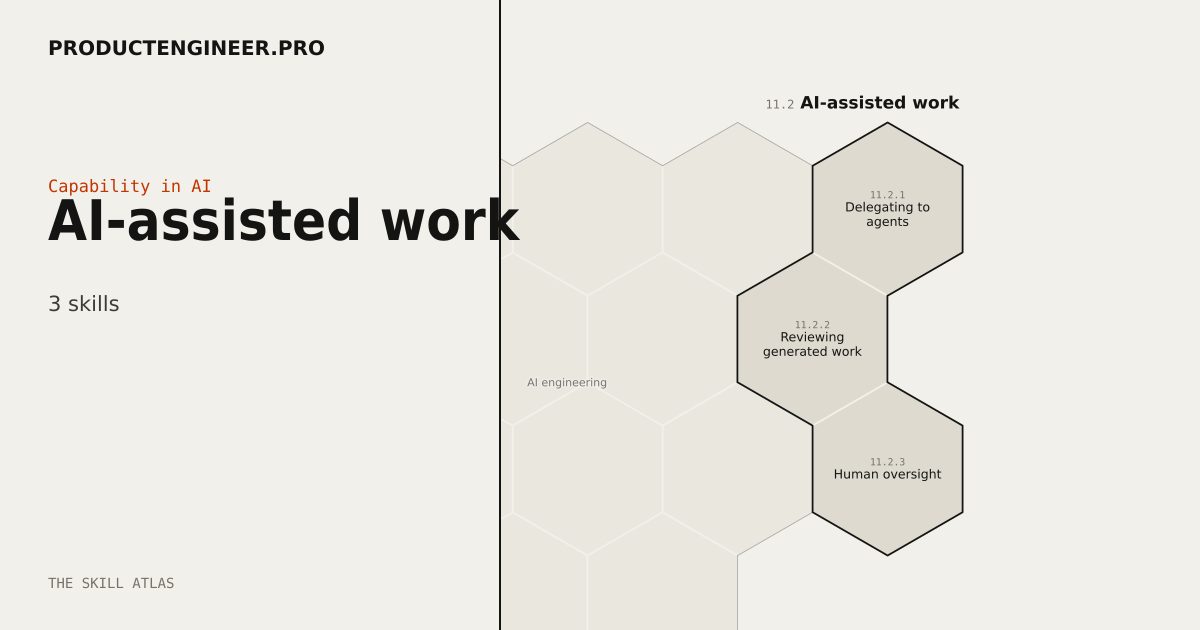 PRODUCTENGINEER.PRO
Capability in AI
AI-assisted work
3 skills
THE SKILL ATLAS
11.2 AI-assisted work
11.2.1
Delegating to
agents
11.2.2
Reviewing
generated work
AI engineering
11.2.3
Human oversight